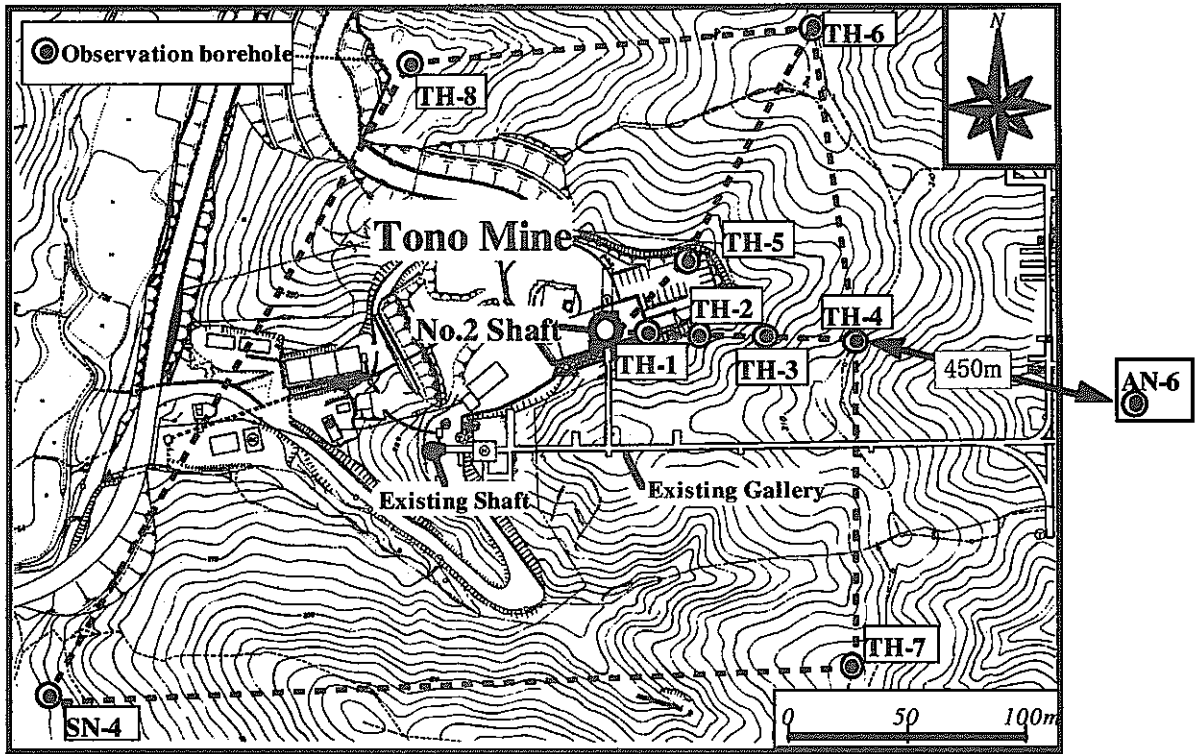 Observation borehole
N
TH-6
TH-8
Tono Mine
TH-5
TH-2
TH-4
No.2 Shaft
TH-1
TH-3
450m
AN-6
Existing Shaft
Existing Gallery
TH-7
SN-4
0 50 100m